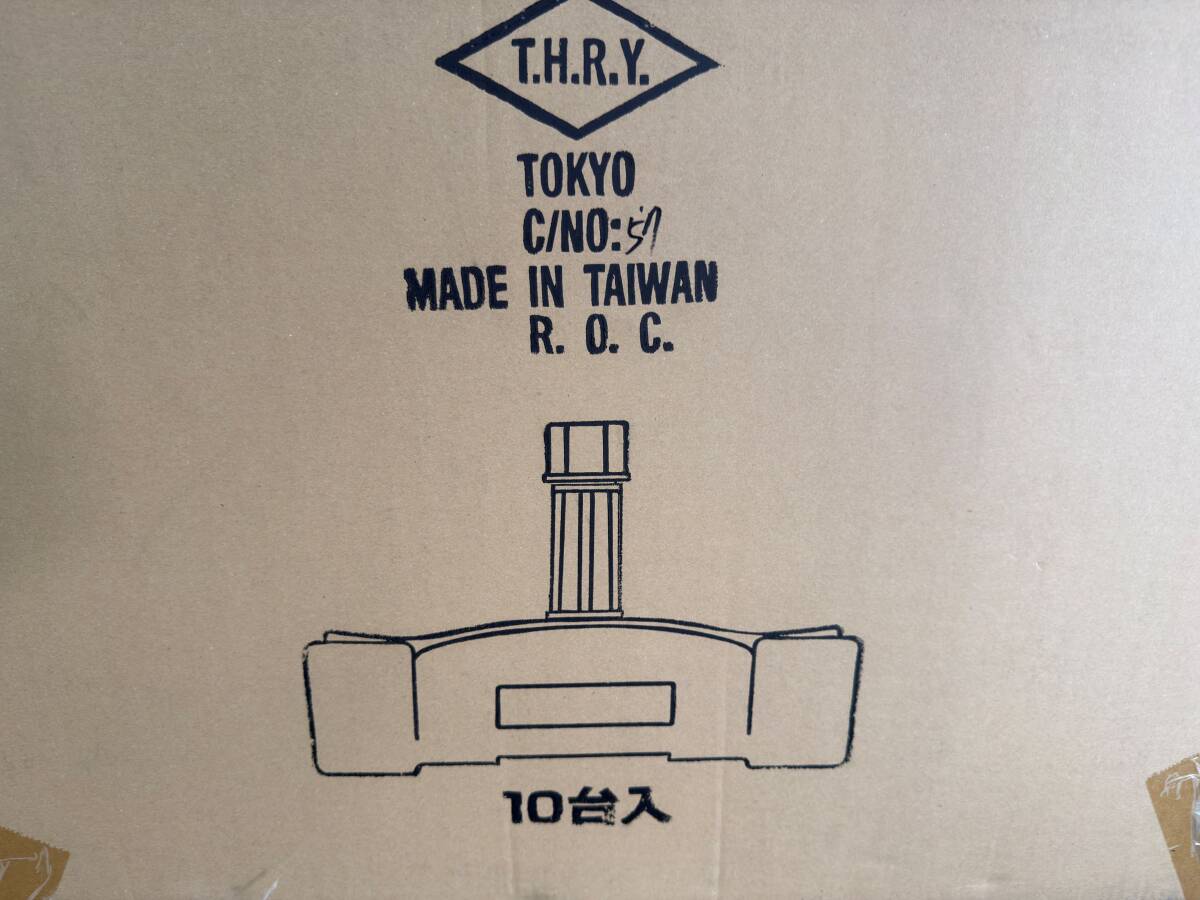 T.H.R.Y.
TOKYO
C/NO:57
MADE IN TAIWAN
R. O. C.
10台入